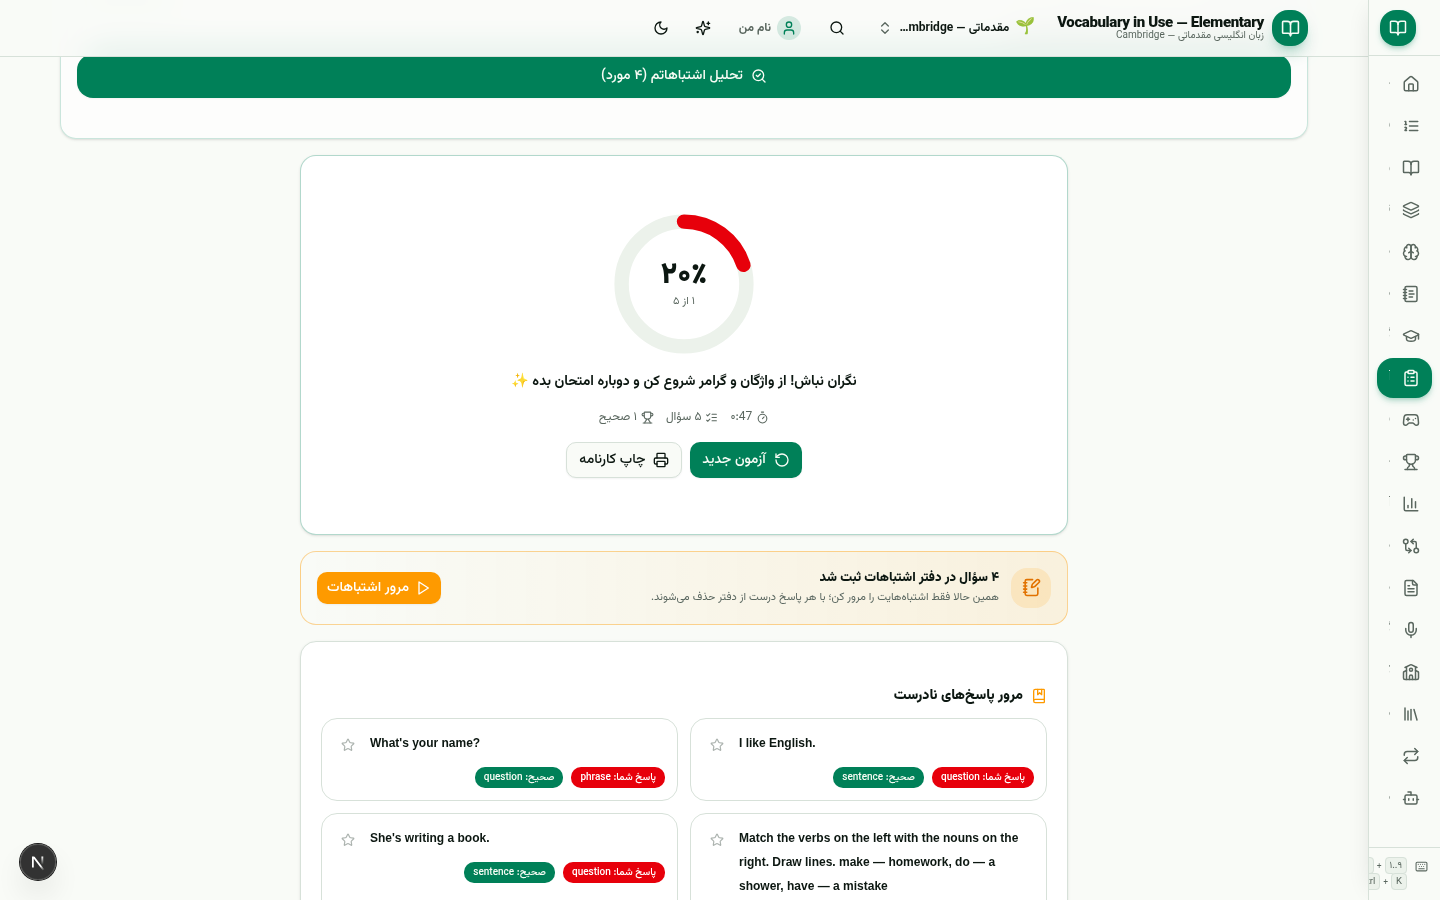 Vocabulary in Use — Elementary
زبان انگلیسی مقدماتی — Cambridge
🌱 مقدماتی — mbridge...
نام من
تحلیل اشتباهاتم (۴ مورد)
۲۰٪
۱ از ۵
نگران نباش! از واژگان و گرامر شروع کن و دوباره امتحان بده ✨
۰:47
۵ سؤال
۱ صحیح
آزمون جدید
چاپ کارنامه
۴ سؤال در دفتر اشتباهات ثبت شد
همین حالا فقط اشتباه‌هایت را مرور کن؛ با هر پاسخ درست از دفتر حذف می‌شوند.
مرور اشتباهات
مرور پاسخ‌های نادرست
I like English.
پاسخ شما: question
صحیح: sentence
What's your name?
پاسخ شما: phrase
صحیح: question
Match the verbs on the left with the nouns on the
right. Draw lines. make — homework, do — a
shower, have — a mistake
She's writing a book.
پاسخ شما: question
صحیح: sentence
N
+ ۱..۹
+ K